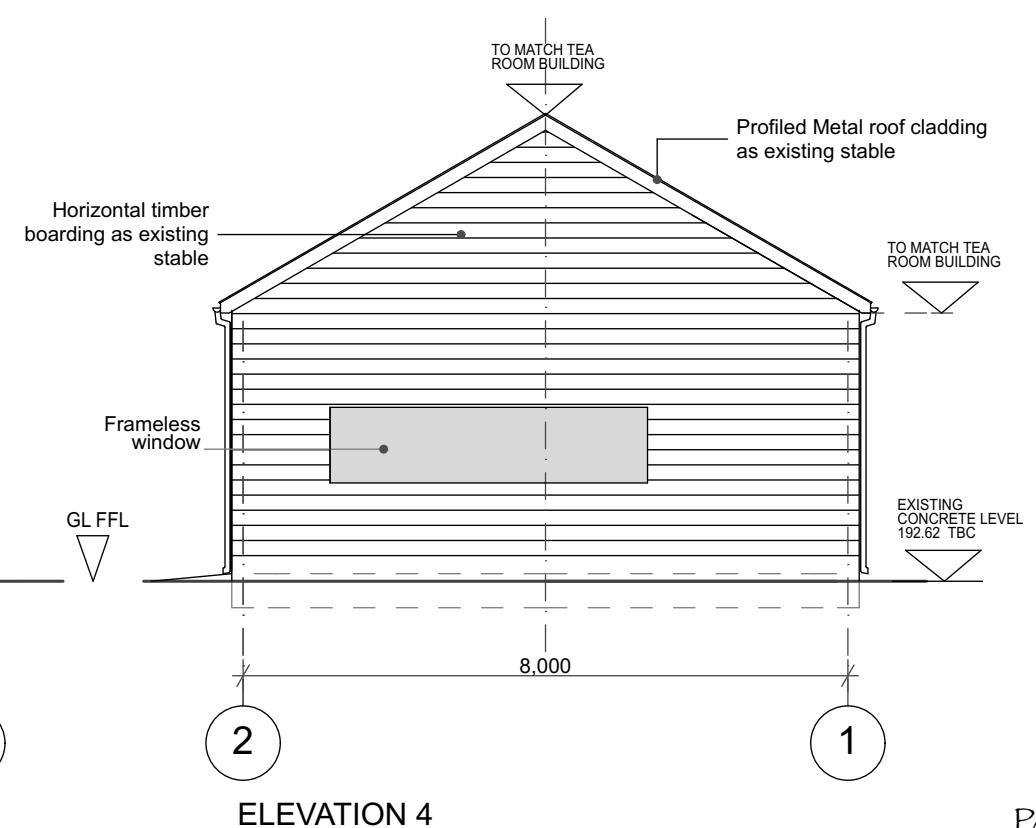 TO MATCH TEA
ROOM BUILDING
Profiled Metal roof cladding
as existing stable
Horizontal timber
boarding as existing
stable
TO MATCH TEA
ROOM BUILDING
Frameless
window
GL FFL
EXISTING
CONCRETE LEVEL
192.62 TBC
8,000
2
1
ELEVATION 4